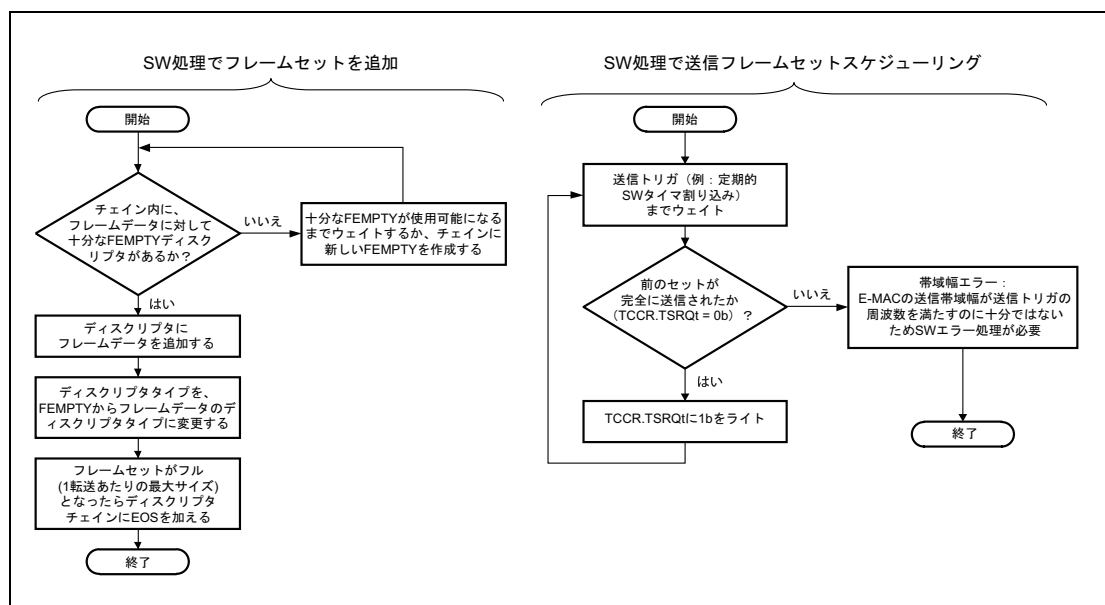 SW処理でフレームセットを追加
開始
チェイン内に、
フレームデータに対して
十分なFEMPTYディスク
リプタがあるか？
いいえ
十分なFEMPTYが使用可能になる
までウェイトするか、チェインに
新しいFEMPTYを作成する
はい
ディスクリプタに
フレームデータを追加する
ディスクリプタタイプを、
FEMPTYからフレームデータのデ
ィスクリプタタイプに変更する
フレームセットがフル
(1転送あたりの最大サイズ)
となったらディスクリプタ
チェインにEOSを加える
終了
SW処理で送信フレームセットスケジューリング
開始
送信トリガ（例：定期的
SWタイマ割り込み）
までウェイト
前のセットが
完全に送信されたか
（TCCR.TSRQt = 0b）？
いいえ
帯域幅エラー：
E-MACの送信帯域幅が送信トリガの
周波数を満たすのに十分ではない
ためSWエラー処理が必要
はい
TCCR.TSRQtに1bをライト
終了